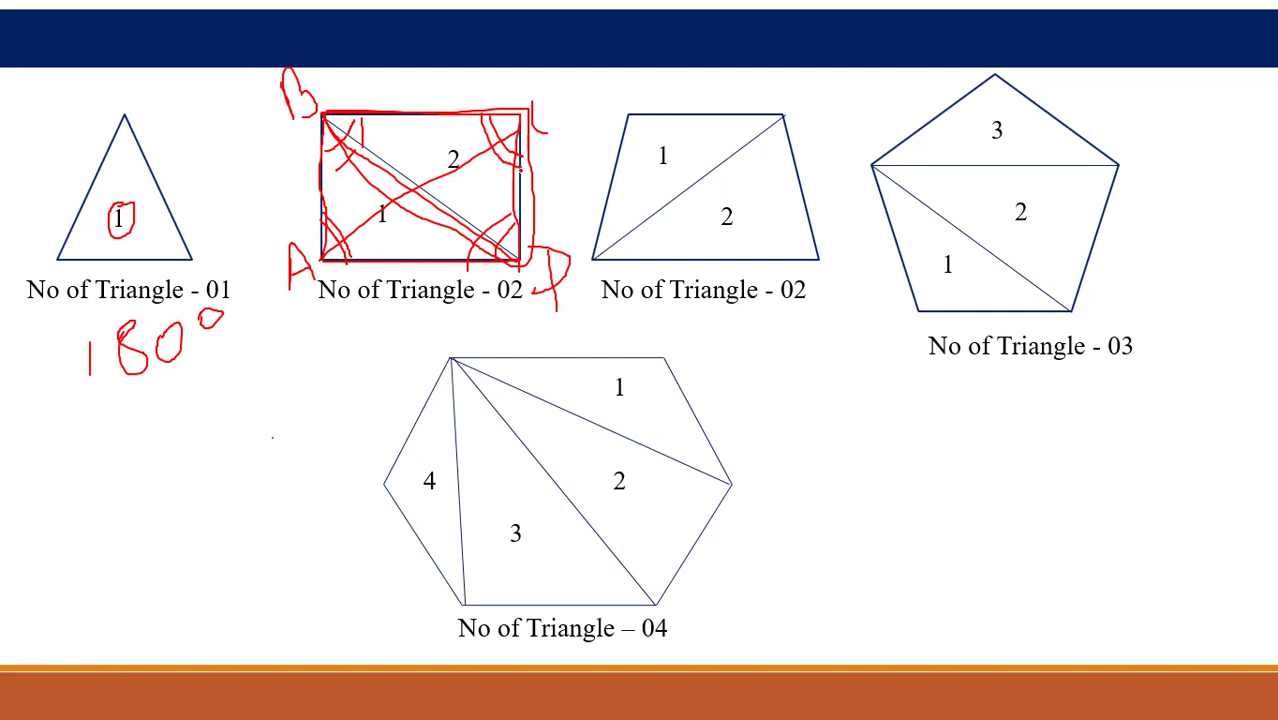 B
1
2
1
A
D
1
2
3
2
1
1
No of Triangle - 01
No of Triangle - 02
No of Triangle - 02
No of Triangle - 03
180°
1
4
2
3
No of Triangle – 04